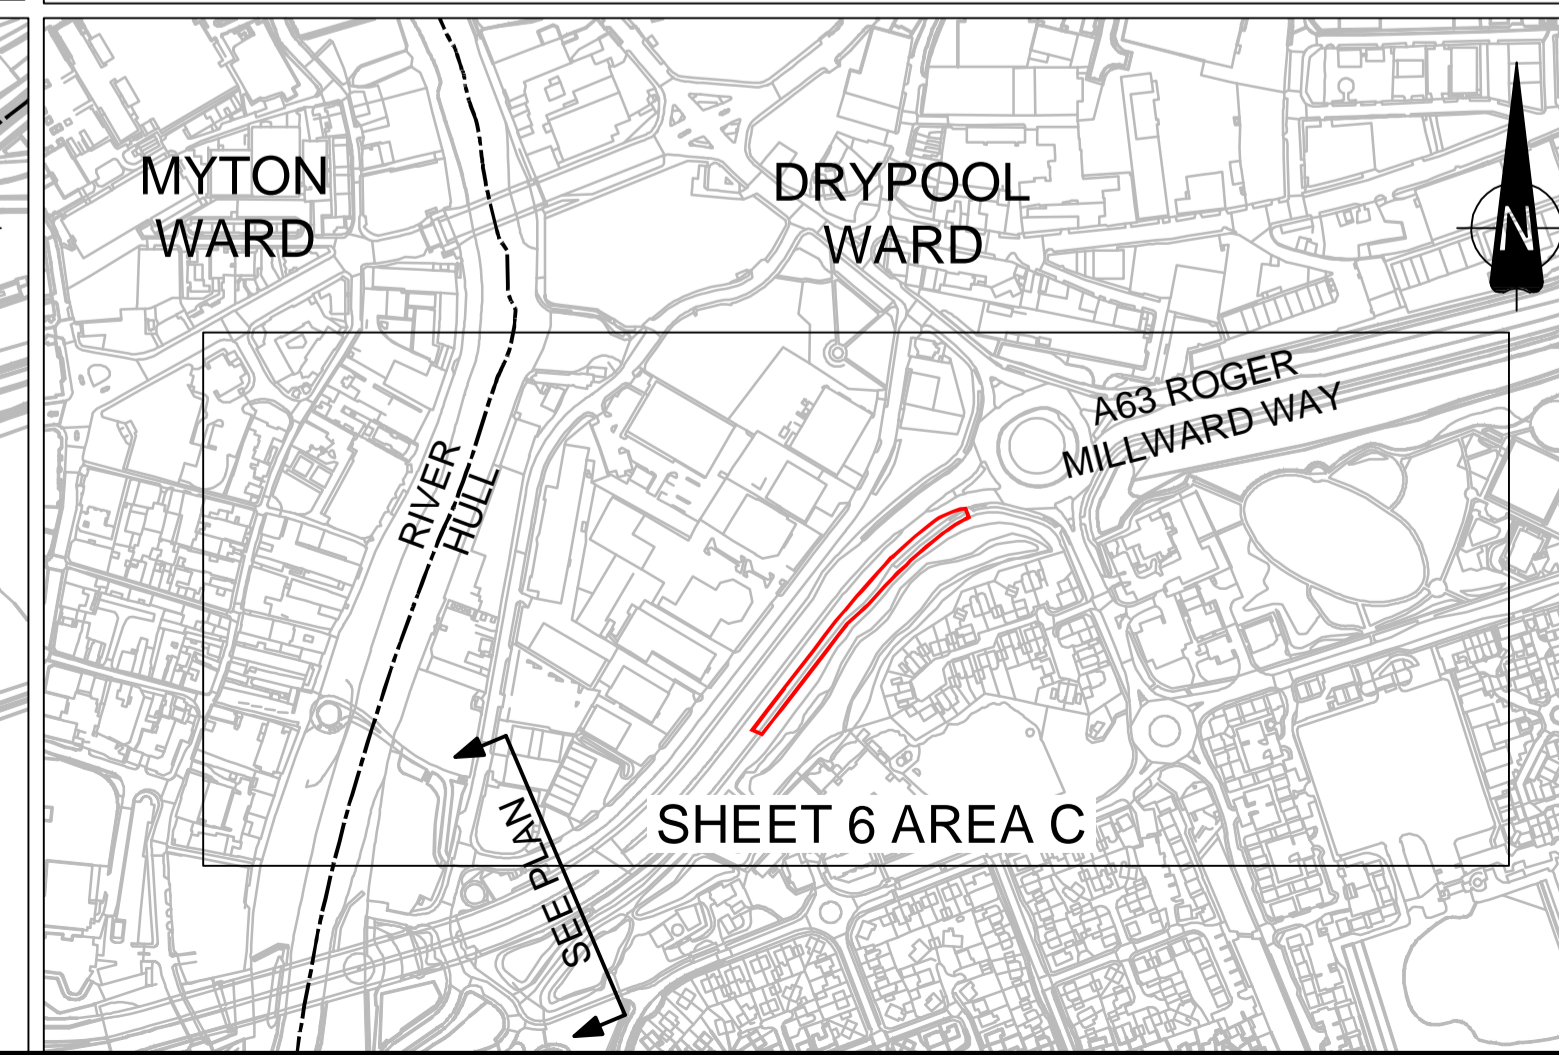 MYTON
WARD
DRYPOOL
WARD
N
A63 ROGER
MILLWARD WAY
RIVER
HULL
SHEET 6 AREA C
SEE PLAN